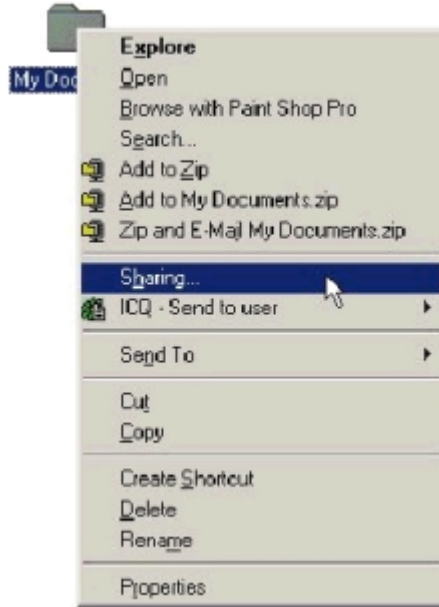 My Doc
Explore
Open
Browse with Paint Shop Pro
Search...
Add to Zip
Add to My Documents.zip
Zip and E-Mail My Documents.zip
Sharing...
ICQ - Send to user
Send To
Cut
Copy
Create Shortcut
Delete
Rename
Properties